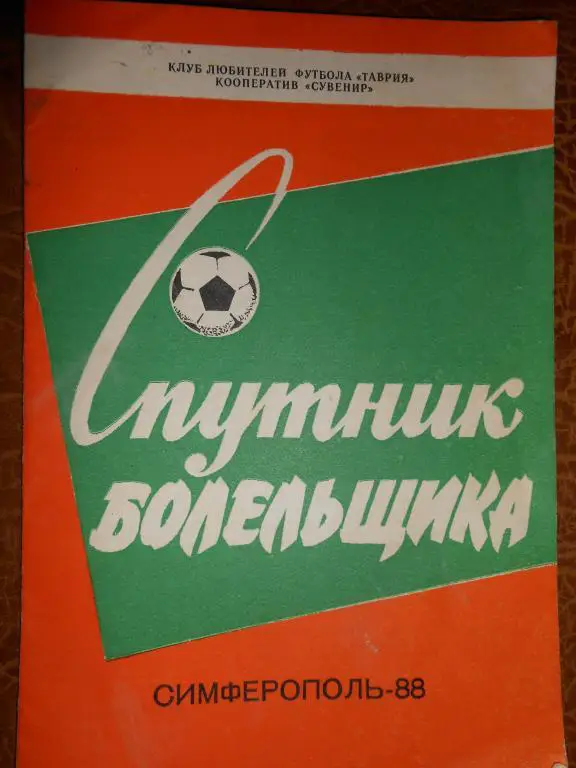 КЛУБ ЛЮБИТЕЛЕЙ ФУТБОЛА «ТАВРИЯ»
КООПЕРАТИВ «СУВЕНИР»
Спутник
БОЛЕЛЬЩИКА
СИМФЕРОПОЛЬ-88